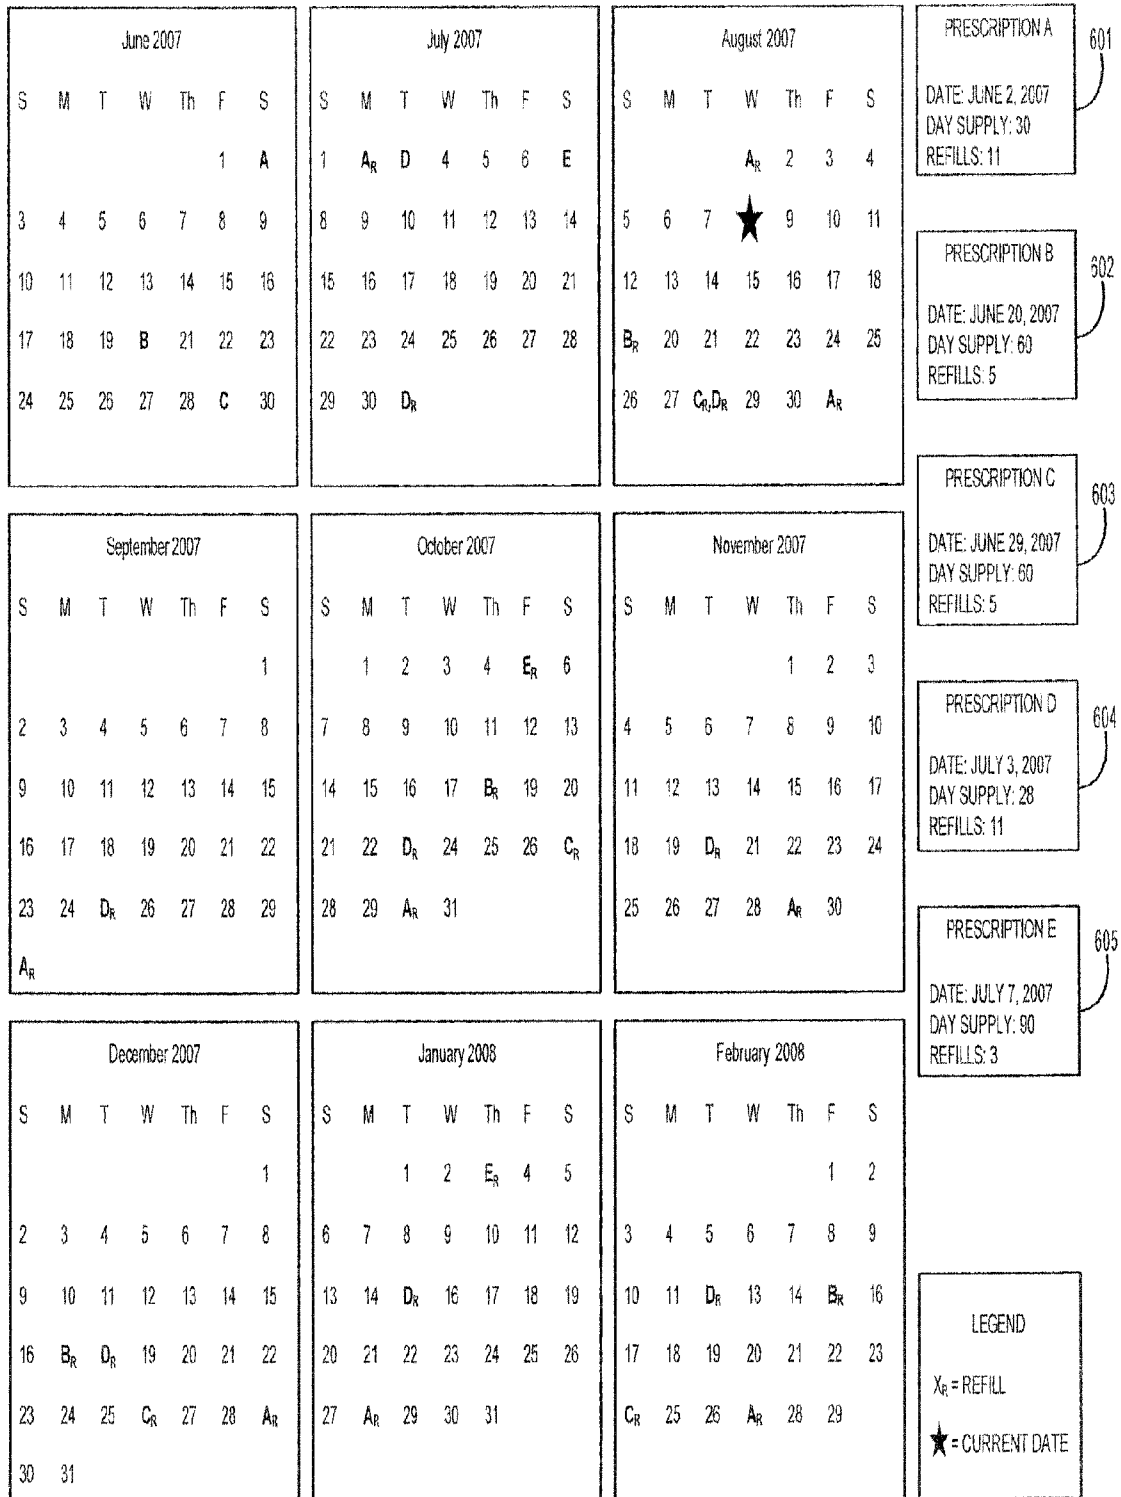 June 2007
S M T W Th F S
1 A
3 4 5 6 7 8 9
10 11 12 13 14 15 16
17 18 19 B 21 22 23
24 25 26 27 28 C 30
July 2007
S M T W Th F S
1 AR D 4 5 6 E
8 9 10 11 12 13 14
15 16 17 18 19 20 21
22 23 24 25 26 27 28
29 30 DR
August 2007
S M T W Th F S
AR 2 3 4
5 6 7 ★ 9 10 11
12 13 14 15 16 17 18
BR 20 21 22 23 24 25
26 27 CR,DR 29 30 AR
PRESCRIPTION A
DATE: JUNE 2, 2007
DAY SUPPLY: 30
REFILLS: 11
601
PRESCRIPTION B
DATE: JUNE 20, 2007
DAY SUPPLY: 60
REFILLS: 5
602
PRESCRIPTION C
DATE: JUNE 29, 2007
DAY SUPPLY: 60
REFILLS: 5
603
September 2007
S M T W Th F S
1
2 3 4 5 6 7 8
9 10 11 12 13 14 15
16 17 18 19 20 21 22
23 24 DR 26 27 28 29
AR
October 2007
S M T W Th F S
1 2 3 4 ER 6
7 8 9 10 11 12 13
14 15 16 17 BR 19 20
21 22 DR 24 25 26 CR
28 29 AR 31
November 2007
S M T W Th F S
1 2 3
4 5 6 7 8 9 10
11 12 13 14 15 16 17
18 19 DR 21 22 23 24
25 26 27 28 AR 30
PRESCRIPTION D
DATE: JULY 3, 2007
DAY SUPPLY: 28
REFILLS: 11
604
PRESCRIPTION E
DATE: JULY 7, 2007
DAY SUPPLY: 90
REFILLS: 3
605
December 2007
S M T W Th F S
1
2 3 4 5 6 7 8
9 10 11 12 13 14 15
16 BR DR 19 20 21 22
23 24 25 CR 27 28 AR
30 31
January 2008
S M T W Th F S
1 2 ER 4 5
6 7 8 9 10 11 12
13 14 DR 16 17 18 19
20 21 22 23 24 25 26
27 AR 29 30 31
February 2008
S M T W Th F S
1 2
3 4 5 6 7 8 9
10 11 DR 13 14 BR 16
17 18 19 20 21 22 23
CR 25 26 AR 28 29
LEGEND
XR = REFILL
★ = CURRENT DATE